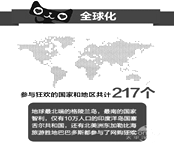 全球化
参与狂欢的国家和地区共计217个
地球最北端的格陵兰岛、最南的国家
智利，仅有10万人口的印度洋岛国塞
舌尔共和国，还有北美洲东加勒比海
旅游胜地巴巴多斯都参与了网购狂欢